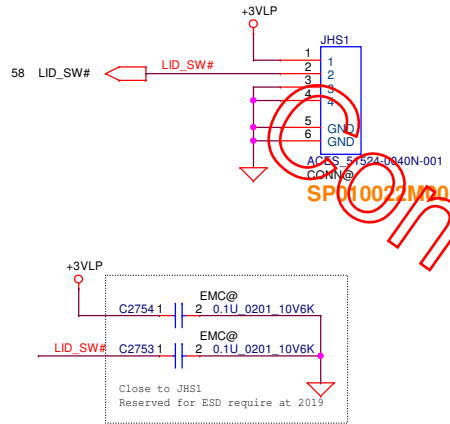 +3VLP
JHS1
58 LID_SW# LID_SW# 1 1
2 2
3 3
4 4
5 GND
6 GND
ACES_51524-0040N-001
CONN@
SP010022M00
Con
+3VLP
EMC@
C2754 1 2 0.1U_0201_10V6K
EMC@
LID_SW# C2753 1 2 0.1U_0201_10V6K
Close to JHS1
Reserved for ESD require at 2019